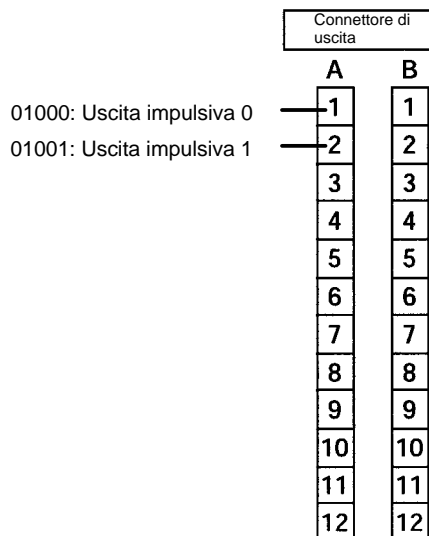 Connettore di
uscita
A B
01000: Uscita impulsiva 0 1 1
01001: Uscita impulsiva 1 2 2
3 3
4 4
5 5
6 6
7 7
8 8
9 9
10 10
11 11
12 12